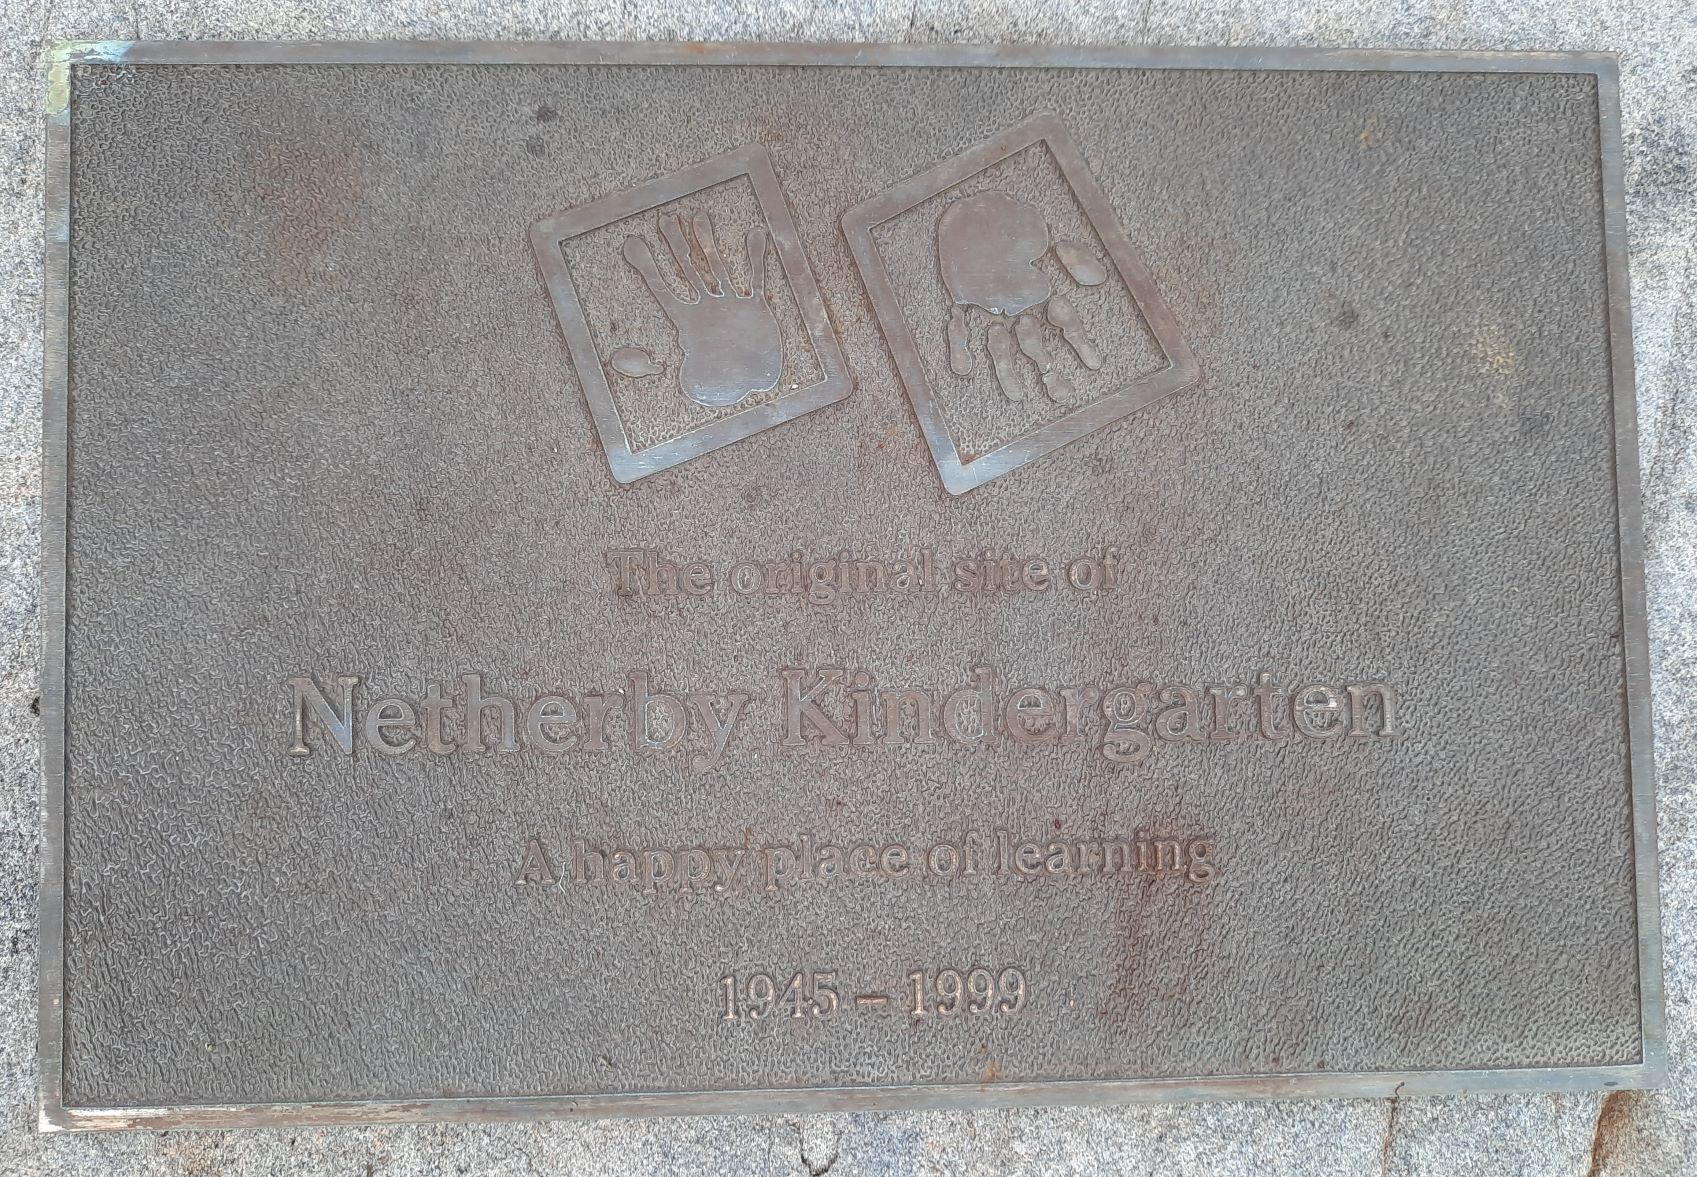 The original site of
Netherby Kindergarten
A happy place of learning
1945 – 1999